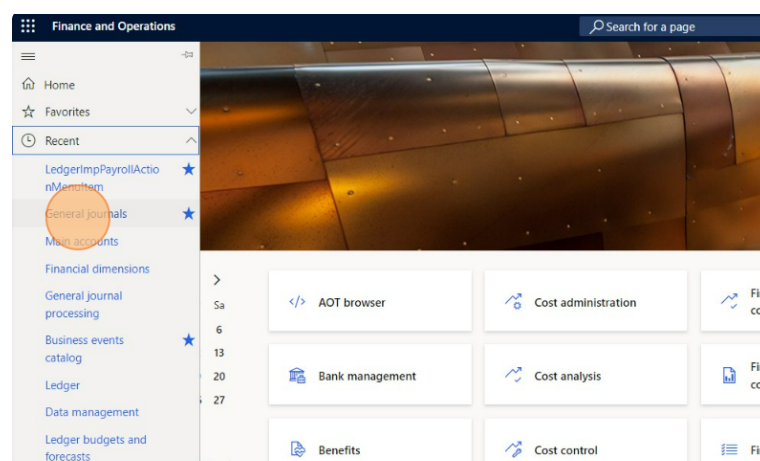 Finance and Operations
Search for a page
Home
Favorites
Recent
LedgerImpPayrollActio
nMenuItem
General journals
Main accounts
Financial dimensions
General journal
processing
Business events
catalog
Ledger
Data management
Ledger budgets and
forecasts
Sa
6
13
20
27
</> AOT browser
Cost administration
Bank management
Cost analysis
Benefits
Cost control